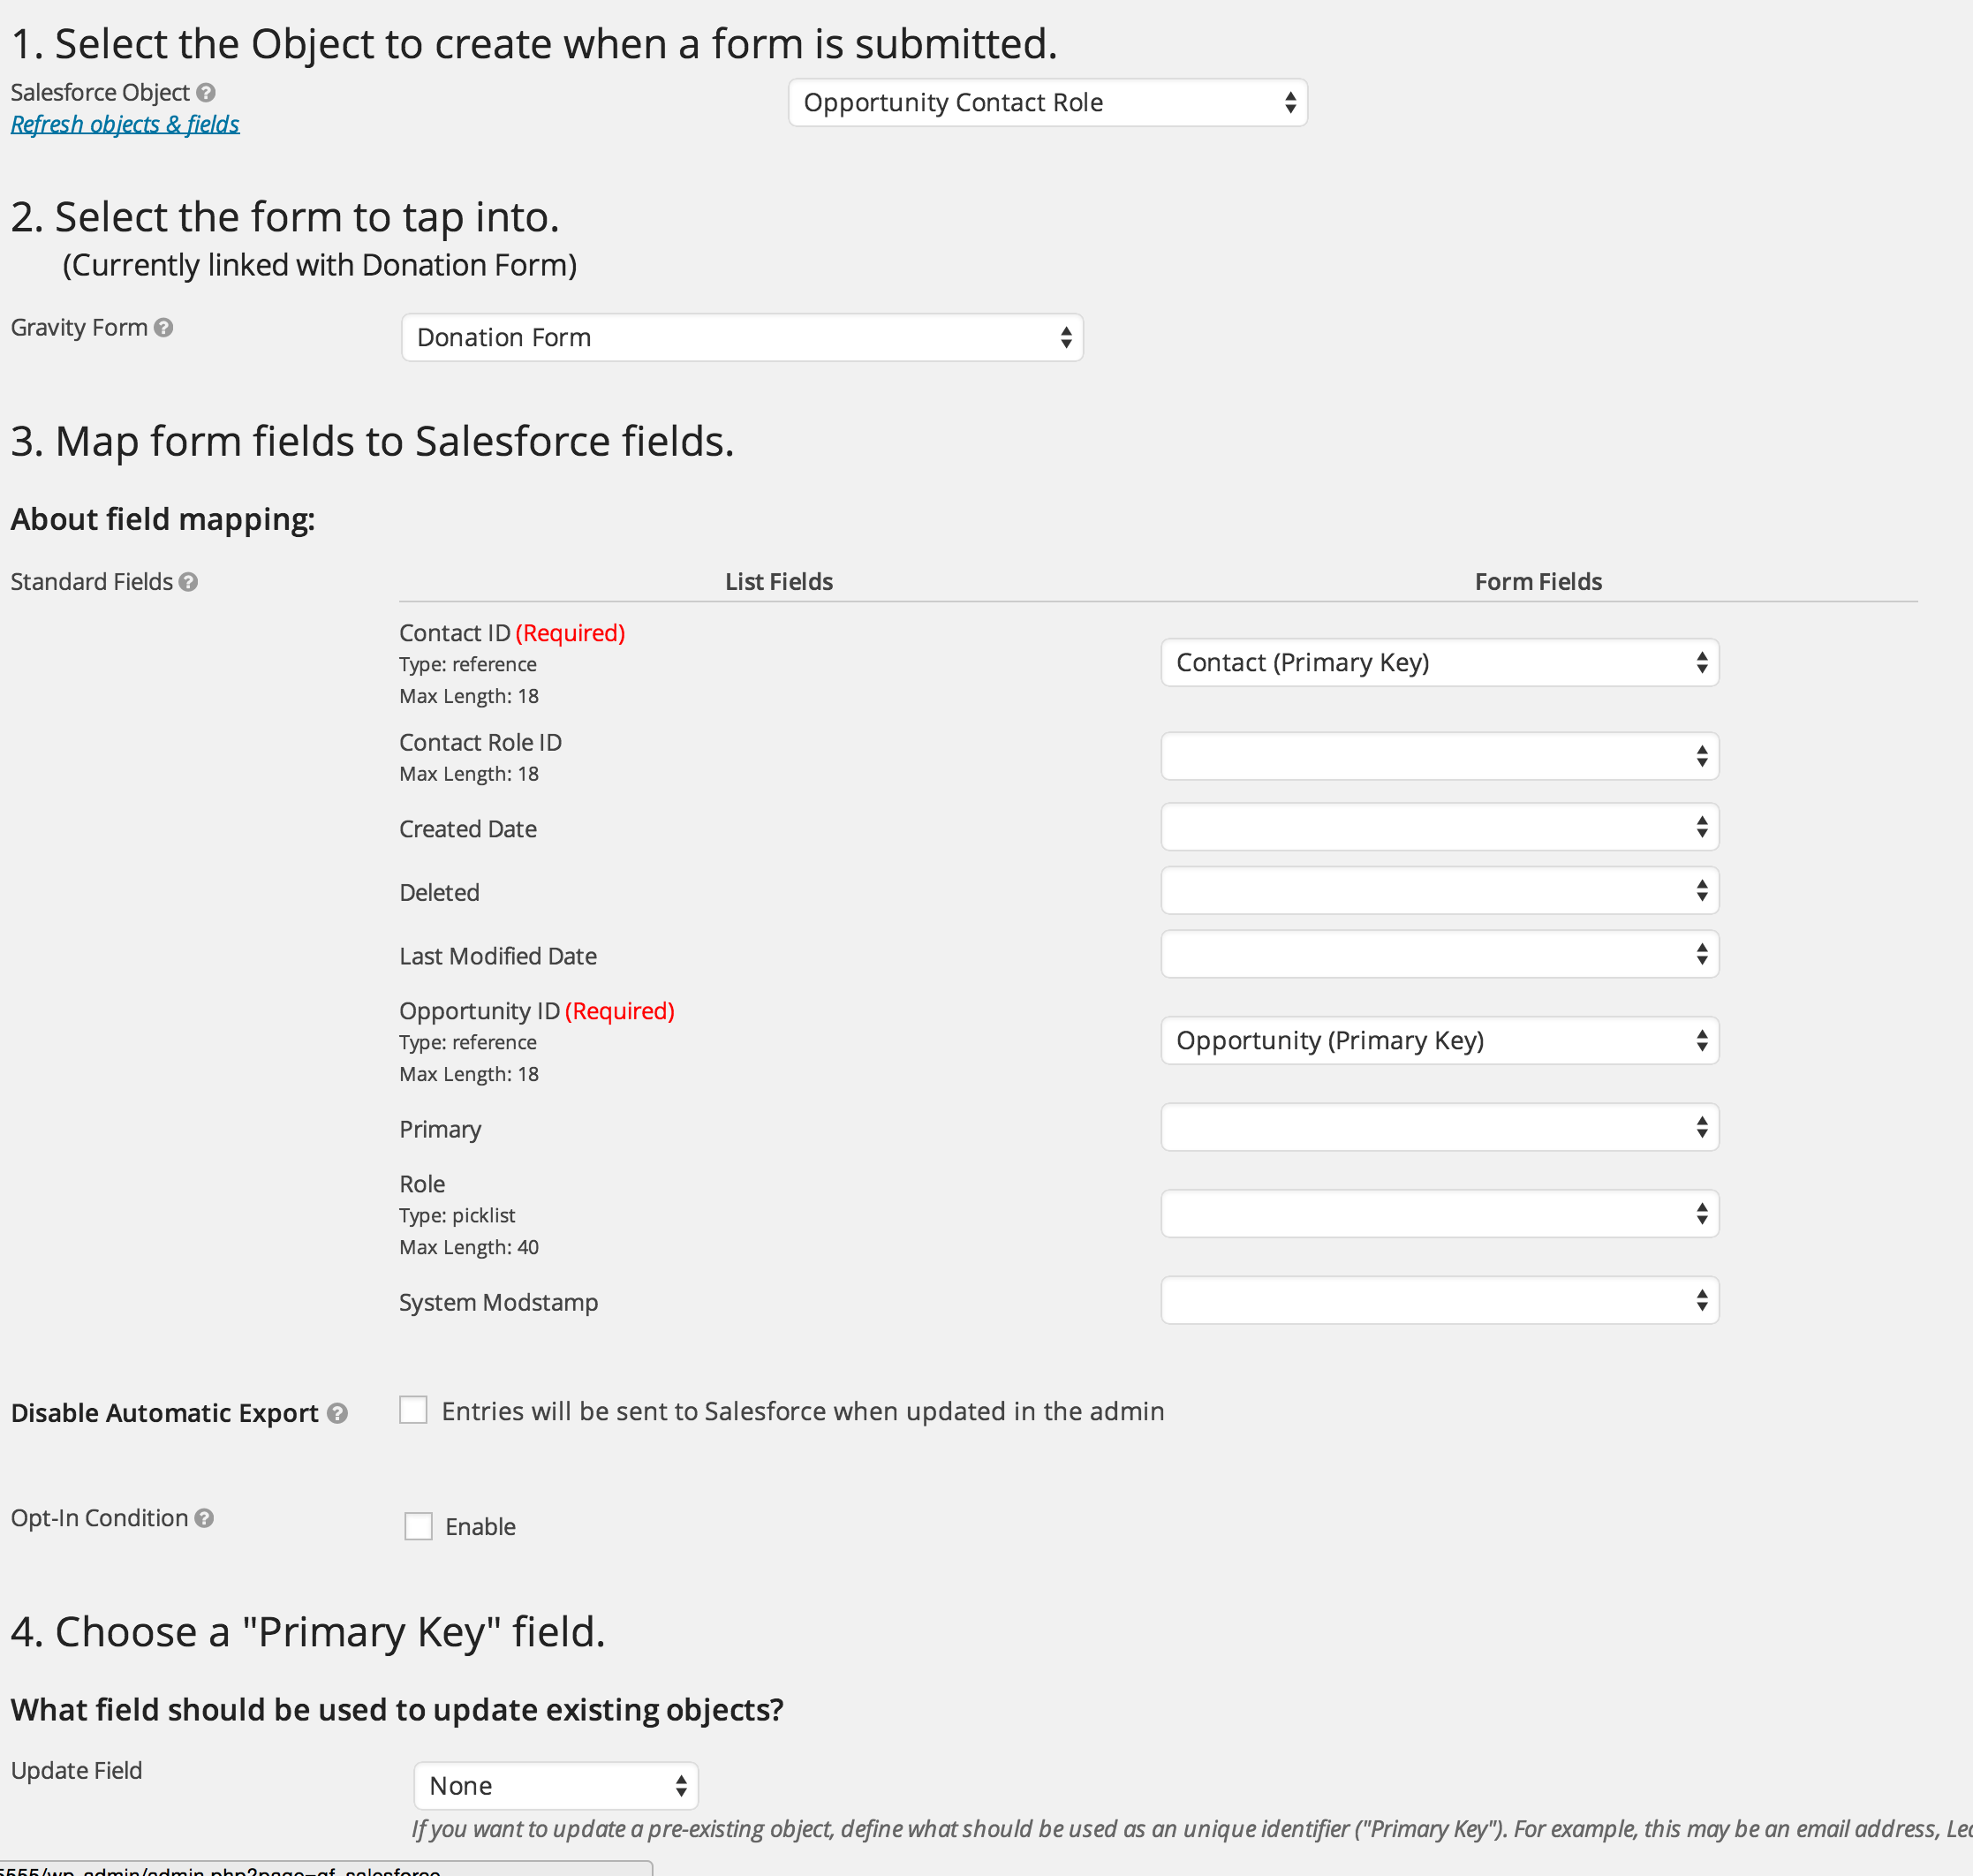 1. Select the Object to create when a form is submitted.
Salesforce Object
Opportunity Contact Role
Refresh objects & fields
2. Select the form to tap into.
(Currently linked with Donation Form)
Gravity Form
Donation Form
3. Map form fields to Salesforce fields.
About field mapping:
Standard Fields
List Fields
Form Fields
Contact ID (Required)
Type: reference
Max Length: 18
Contact (Primary Key)
Contact Role ID
Max Length: 18
Created Date
Deleted
Last Modified Date
Opportunity ID (Required)
Type: reference
Max Length: 18
Opportunity (Primary Key)
Primary
Role
Type: picklist
Max Length: 40
System Modstamp
Disable Automatic Export
Entries will be sent to Salesforce when updated in the admin
Opt-In Condition
Enable
4. Choose a "Primary Key" field.
What field should be used to update existing objects?
Update Field
None
If you want to update a pre-existing object, define what should be used as an unique identifier ("Primary Key"). For example, this may be an email address,
5555/wp-admin/admin.php?page=gf_salesforce